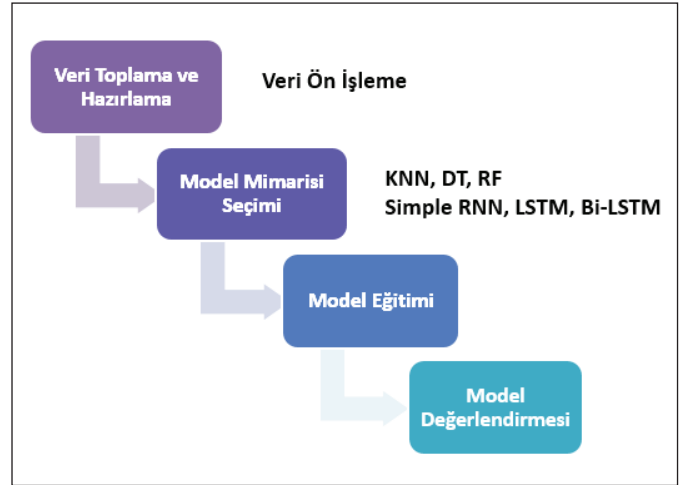 Veri Toplama ve
Hazırlama
Veri Ön İşleme
Model Mimarisi
Seçimi
KNN, DT, RF
Simple RNN, LSTM, Bi-LSTM
Model Eğitimi
Model
Değerlendirmesi